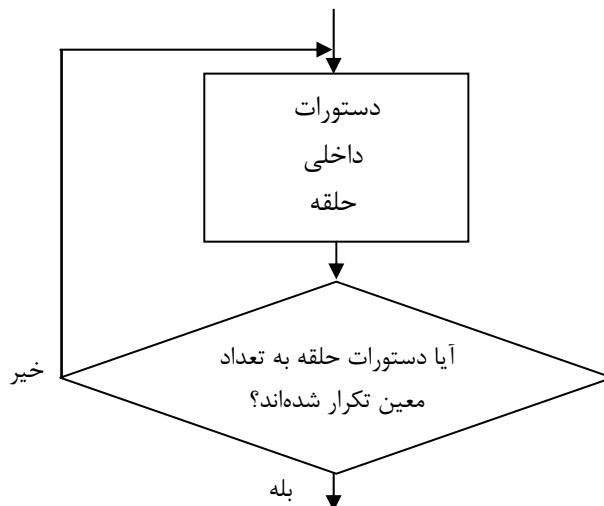 دستورات
داخلی
حلقه
آیا دستورات حلقه به تعداد
معین تکرار شده‌اند؟
خیر
بله